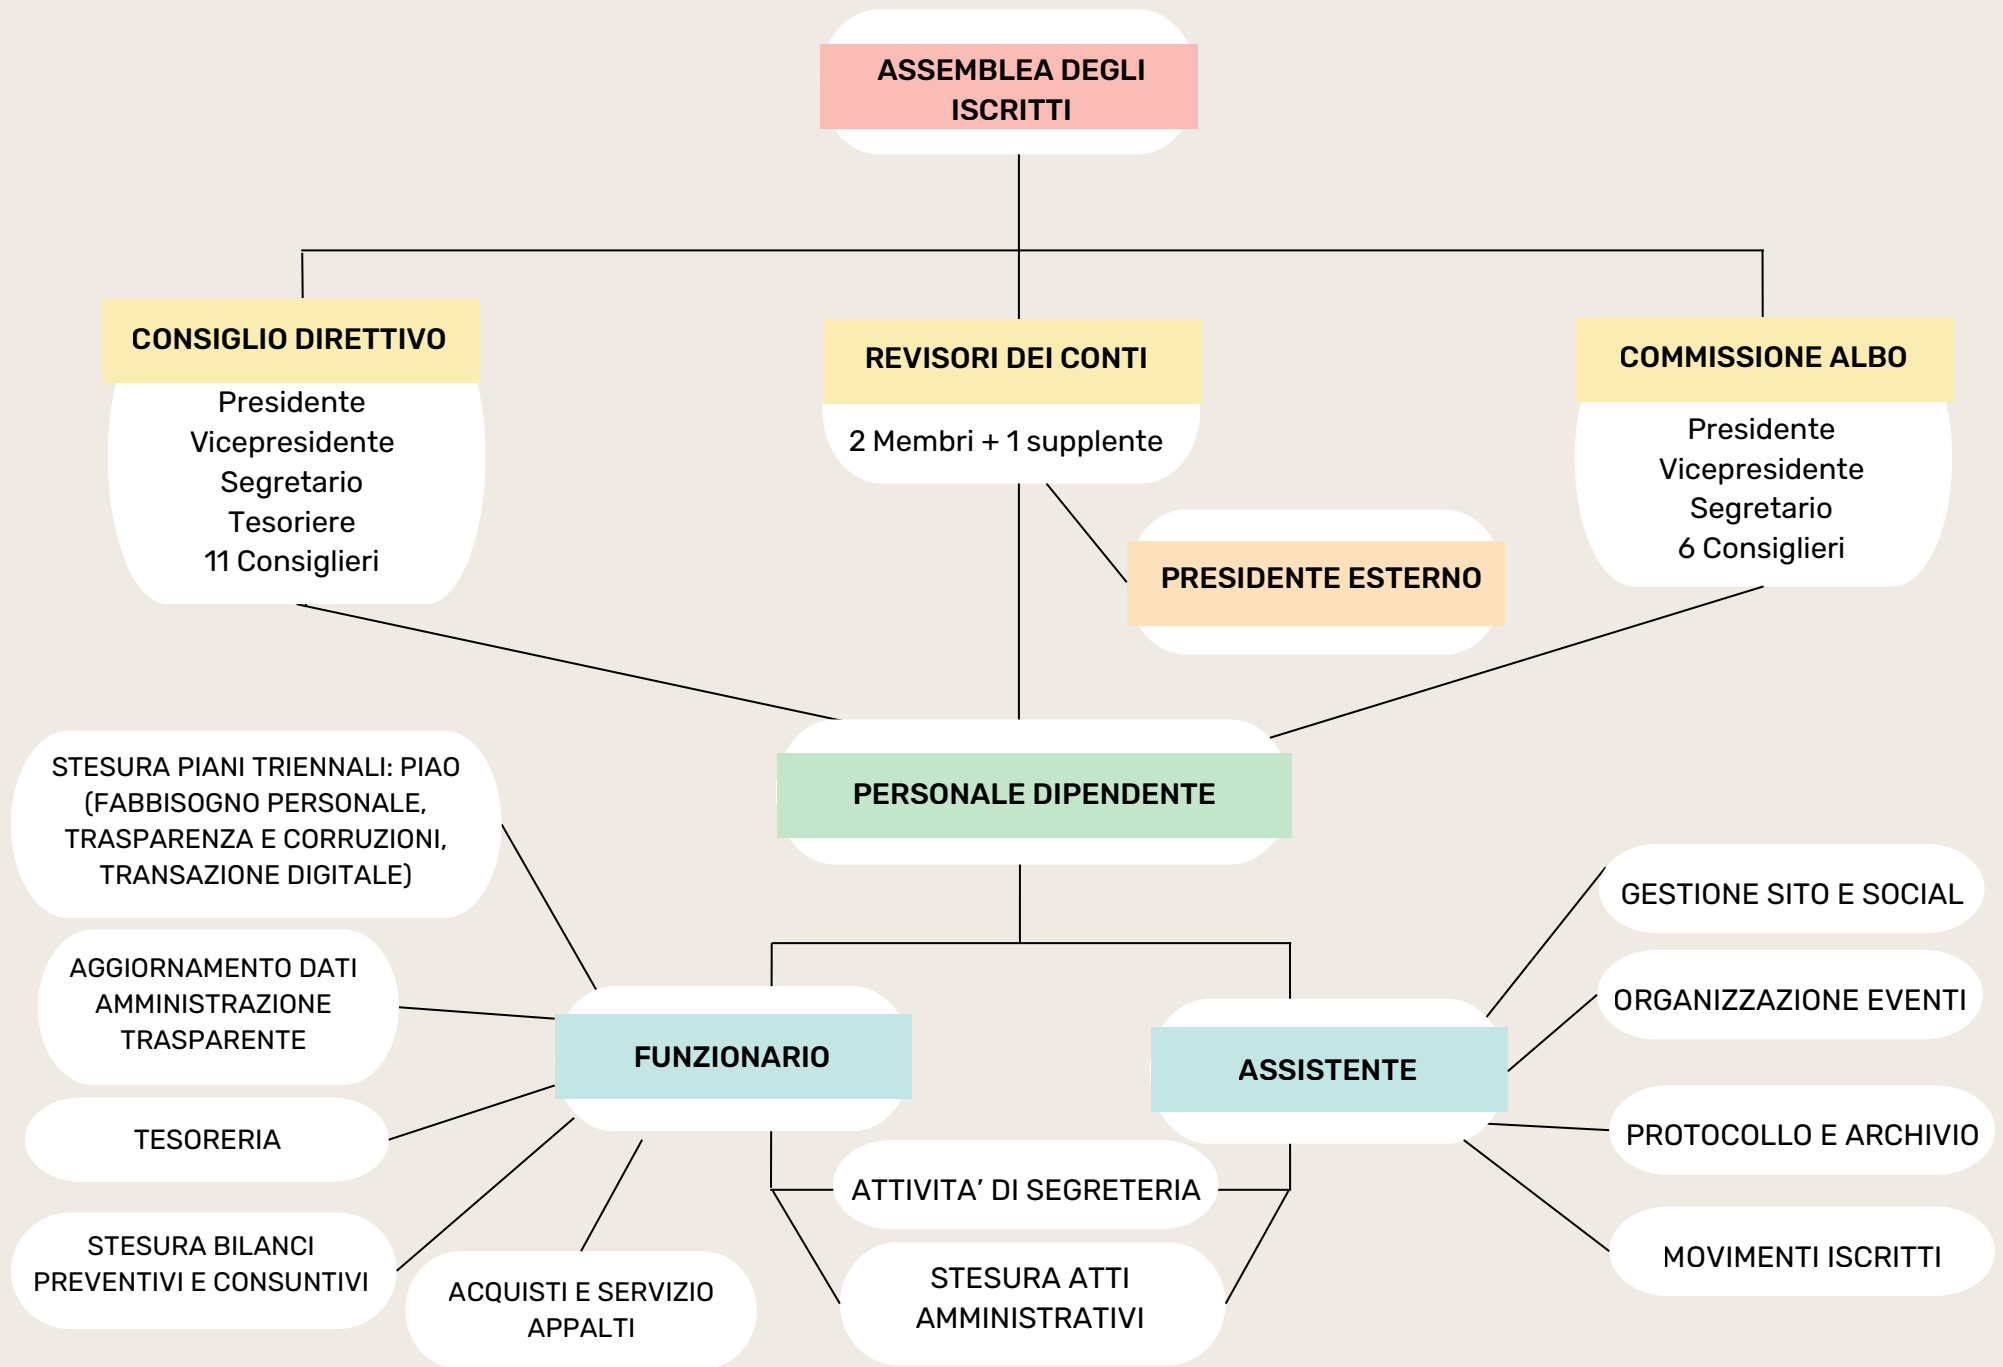 ASSEMBLEA DEGLI
ISCRITTI
CONSIGLIO DIRETTIVO
Presidente
Vicepresidente
Segretario
Tesoriere
11 Consiglieri
REVISORI DEI CONTI
2 Membri + 1 supplente
COMMISSIONE ALBO
Presidente
Vicepresidente
Segretario
6 Consiglieri
PRESIDENTE ESTERNO
PERSONALE DIPENDENTE
STESURA PIANI TRIENNALI: PIAO
(FABBISOGNO PERSONALE,
TRASPARENZA E CORRUZIONI,
TRANSAZIONE DIGITALE)
AGGIORNAMENTO DATI
AMMINISTRAZIONE
TRASPARENTE
TESORERIA
STESURA BILANCI
PREVENTIVI E CONSUNTIVI
ACQUISTI E SERVIZIO
APPALTI
FUNZIONARIO
ASSISTENTE
ATTIVITA’ DI SEGRETERIA
STESURA ATTI
AMMINISTRATIVI
GESTIONE SITO E SOCIAL
ORGANIZZAZIONE EVENTI
PROTOCOLLO E ARCHIVIO
MOVIMENTI ISCRITTI